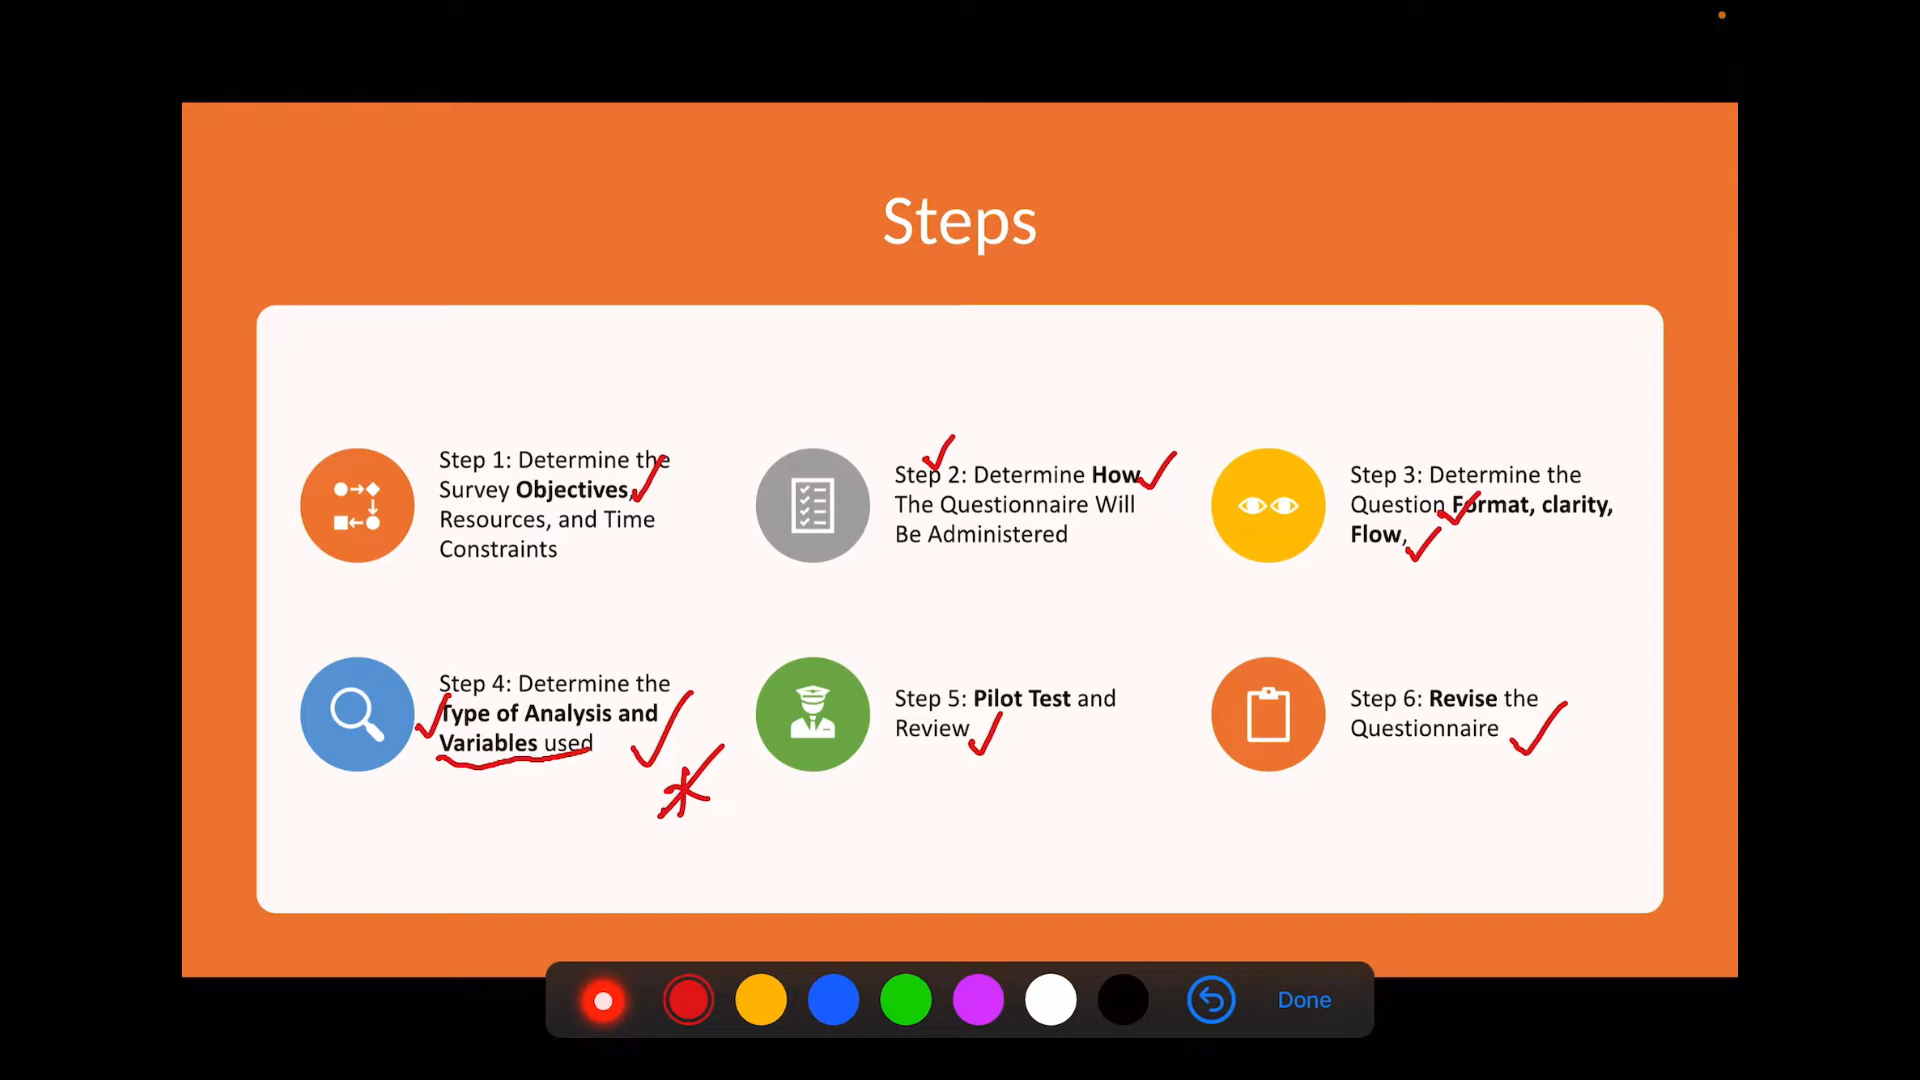 Steps
Step 1: Determine the
Survey Objectives,
Resources, and Time
Constraints
Step 2: Determine How
The Questionnaire Will
Be Administered
Step 3: Determine the
Question Format, clarity,
Flow,
Step 4: Determine the
Type of Analysis and
Variables used
Step 5: Pilot Test and
Review
Step 6: Revise the
Questionnaire
Done